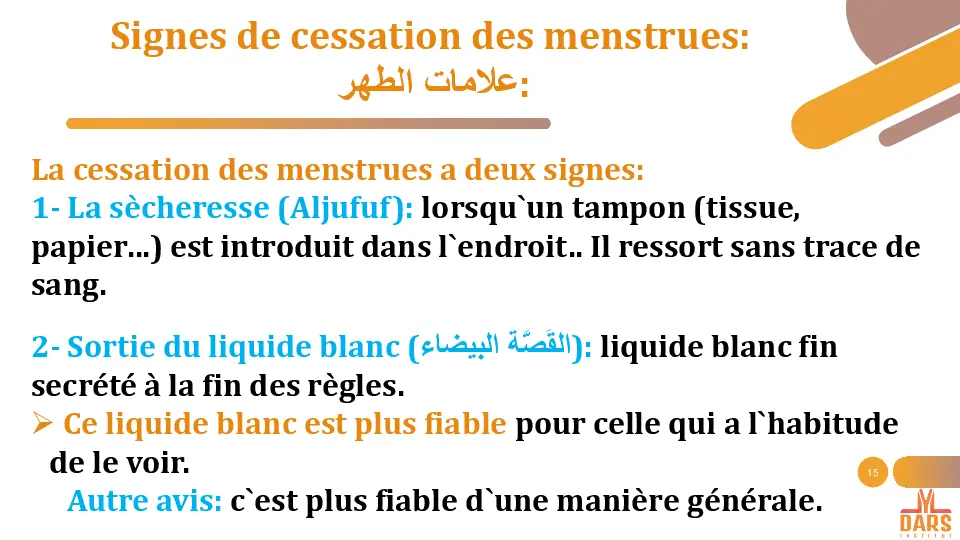 Signes de cessation des menstrues:
علامات الطهر:
La cessation des menstrues a deux signes:
1- La sècheresse (Aljufuf): lorsqu`un tampon (tissue,
papier...) est introduit dans l`endroit.. Il ressort sans trace de
sang.
2- Sortie du liquide blanc (القَصَّة البيضاء): liquide blanc fin
secrété à la fin des règles.
➢ Ce liquide blanc est plus fiable pour celle qui a l`habitude
de le voir.
Autre avis: c`est plus fiable d`une manière générale.
15
DARS
INSTITUT